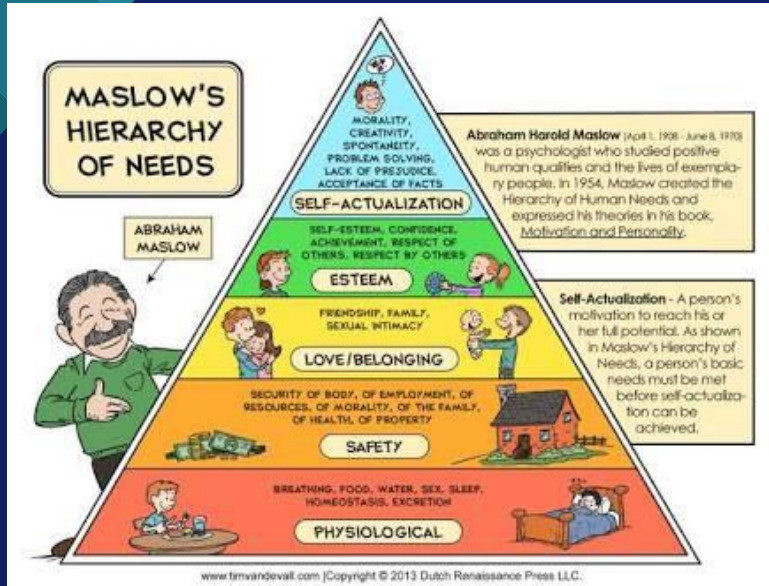 MASLOW'S
HIERARCHY
OF NEEDS
ABRAHAM
MASLOW
MORALITY,
CREATIVITY,
SPONTANEITY,
PROBLEM SOLVING,
LACK OF PREJUDICE,
ACCEPTANCE OF FACTS
SELF-ACTUALIZATION
SELF-ESTEEM, CONFIDENCE,
ACHIEVEMENT, RESPECT OF
OTHERS, RESPECT BY OTHERS
ESTEEM
FRIENDSHIP, FAMILY,
SEXUAL INTIMACY
LOVE/BELONGING
SECURITY OF BODY, OF EMPLOYMENT, OF
RESOURCES, OF MORALITY, OF THE FAMILY,
OF HEALTH, OF PROPERTY
SAFETY
BREATHING, FOOD, WATER, SEX, SLEEP,
HOMEOSTASIS, EXCRETION
PHYSIOLOGICAL
Abraham Harold Maslow (April 1, 1908 - June 8, 1970)
was a psychologist who studied positive
human qualities and the lives of exempla-
ry people. In 1954, Maslow created the
Hierarchy of Human Needs and
expressed his theories in his book,
Motivation and Personality.
Self-Actualization - A person's
motivation to reach his or
her full potential. As shown
in Maslow's Hierarchy of
Needs, a person's basic
needs must be met
before self-actualiza-
tion can be
achieved.
www.timvandevall.com | Copyright © 2013 Dutch Renaissance Press LLC.